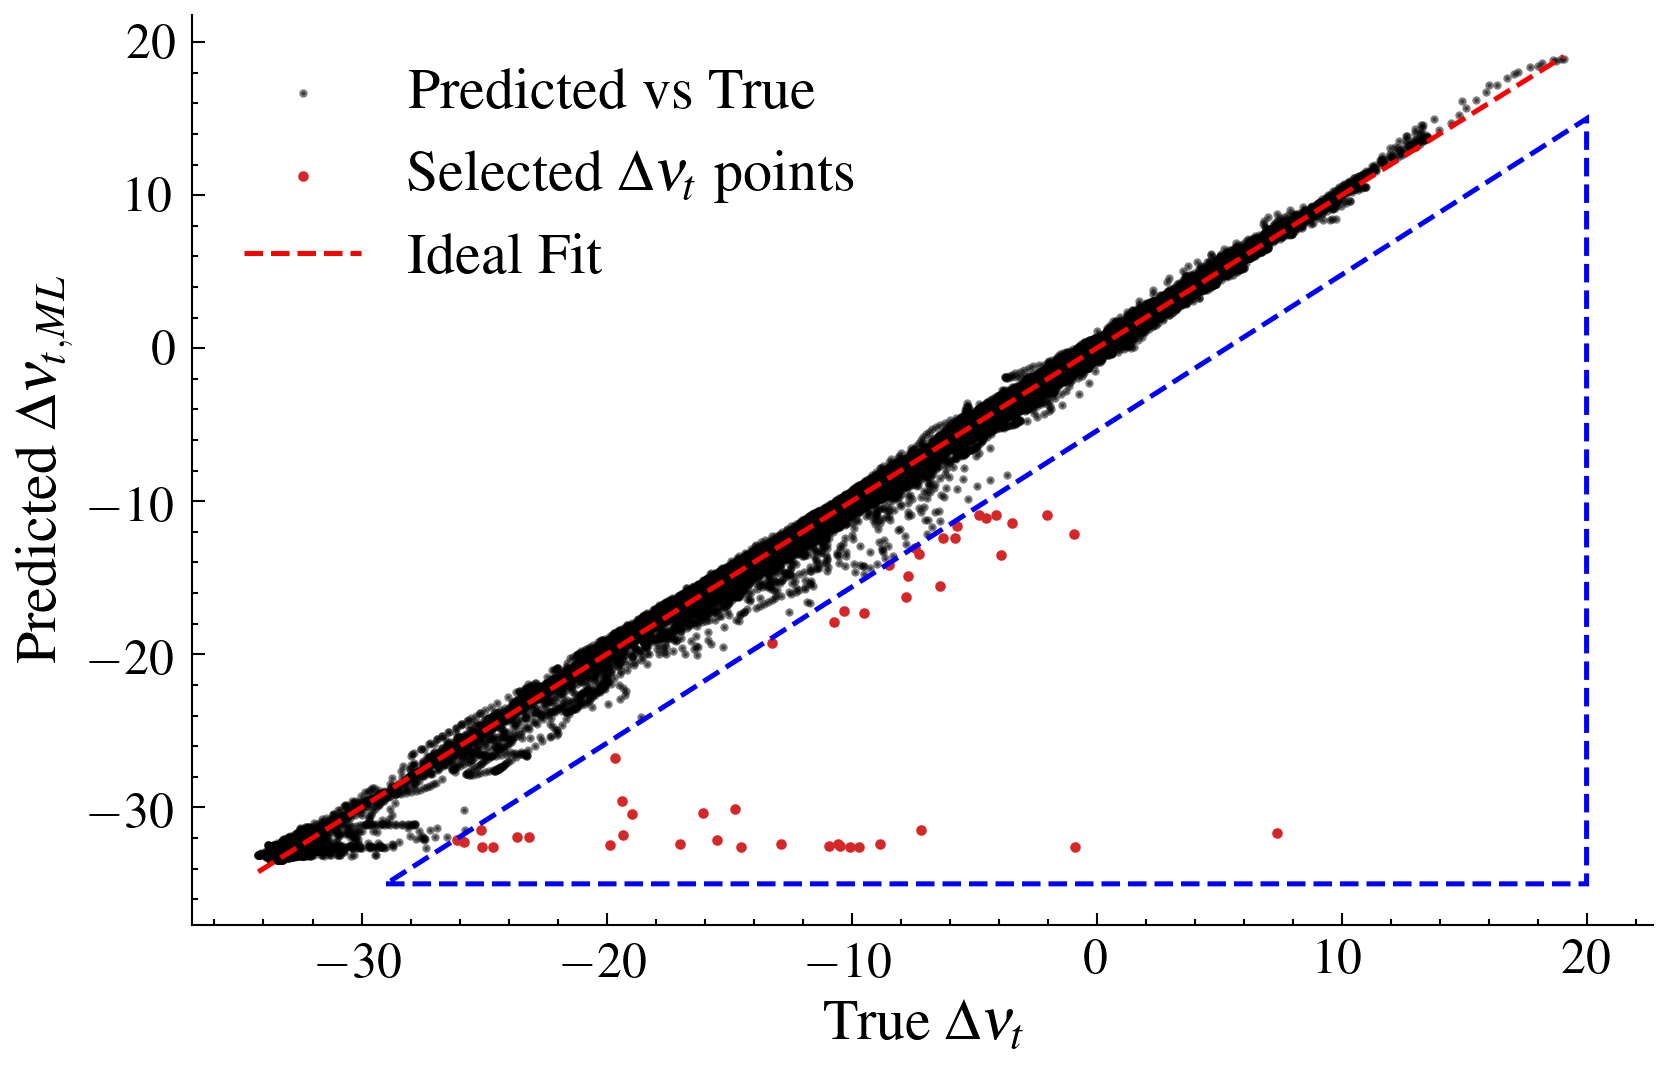 20
10
0
−10
−20
−30
Predicted Δν_{t,ML}
Predicted vs True
Selected Δν_t points
Ideal Fit
−30 −20 −10 0 10 20
True Δν_t